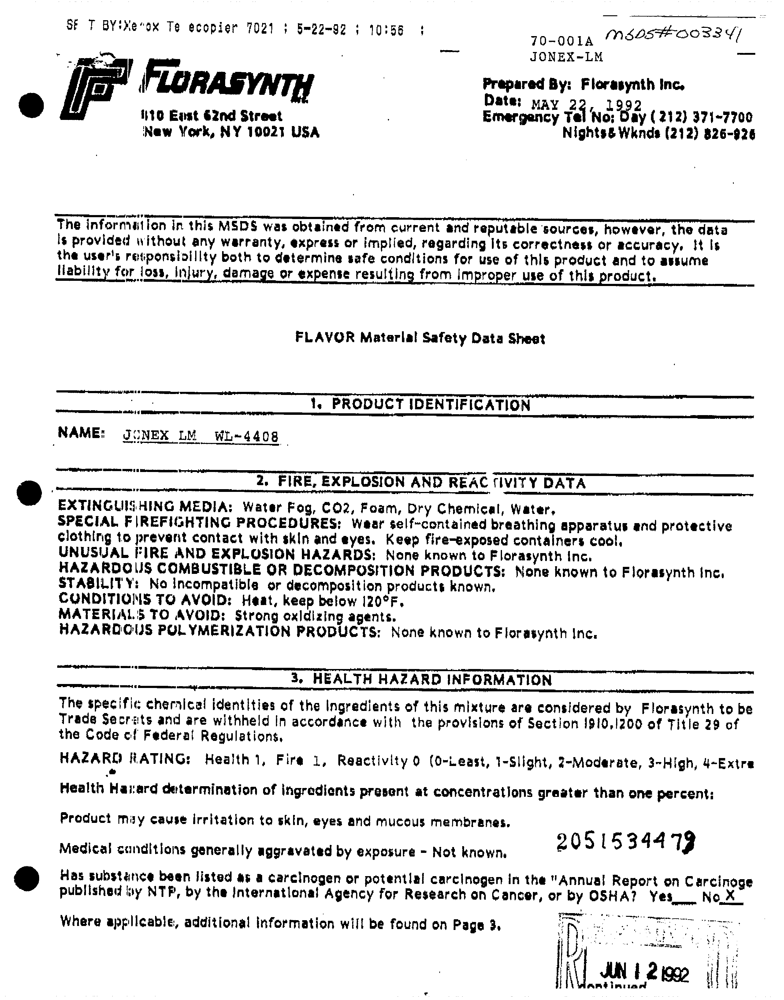 SE T BY:Xerox Te ecopier 7021 ; 5-22-92 ; 10:56 ;
70-001A MSDS#003341
JONEX-LM
FLORASYNTH
410 East 62nd Street
New York, NY 10021 USA
Prepared By: Florasynth Inc.
Date: MAY 22, 1992
Emergency Tel No: Day (212) 371-7700
Nights&Wknds (212) 826-926
The information in this MSDS was obtained from current and reputable sources, however, the data
is provided without any warranty, express or implied, regarding its correctness or accuracy. It is
the user's responsibility both to determine safe conditions for use of this product and to assume
liability for loss, injury, damage or expense resulting from improper use of this product.
FLAVOR Material Safety Data Sheet
1. PRODUCT IDENTIFICATION
NAME: JONEX LM WL-4408
2. FIRE, EXPLOSION AND REACTIVITY DATA
EXTINGUISHING MEDIA: Water Fog, CO2, Foam, Dry Chemical, Water.
SPECIAL FIREFIGHTING PROCEDURES: Wear self-contained breathing apparatus and protective
clothing to prevent contact with skin and eyes. Keep fire-exposed containers cool.
UNUSUAL FIRE AND EXPLOSION HAZARDS: None known to Florasynth Inc.
HAZARDOUS COMBUSTIBLE OR DECOMPOSITION PRODUCTS: None known to Florasynth Inc.
STABILITY: No incompatible or decomposition products known.
CONDITIONS TO AVOID: Heat, keep below 120°F.
MATERIALS TO AVOID: Strong oxidizing agents.
HAZARDOUS POLYMERIZATION PRODUCTS: None known to Florasynth Inc.
3. HEALTH HAZARD INFORMATION
The specific chemical identities of the ingredients of this mixture are considered by Florasynth to be
Trade Secrets and are withheld in accordance with the provisions of Section 1910.1200 of Title 29 of
the Code of Federal Regulations.
HAZARD RATING: Health 1, Fire 1, Reactivity 0 (0-Least, 1-Slight, 2-Moderate, 3-High, 4-Extre
Health Hazard determination of ingredients present at concentrations greater than one percent:
Product may cause irritation to skin, eyes and mucous membranes.
Medical conditions generally aggravated by exposure - Not known.
2051534479
Has substance been listed as a carcinogen or potential carcinogen in the "Annual Report on Carcinoge
published by NTP, by the International Agency for Research on Cancer, or by OSHA? Yes___ No X
Where applicable, additional information will be found on Page 3.
JUN 12 1992
ontinued